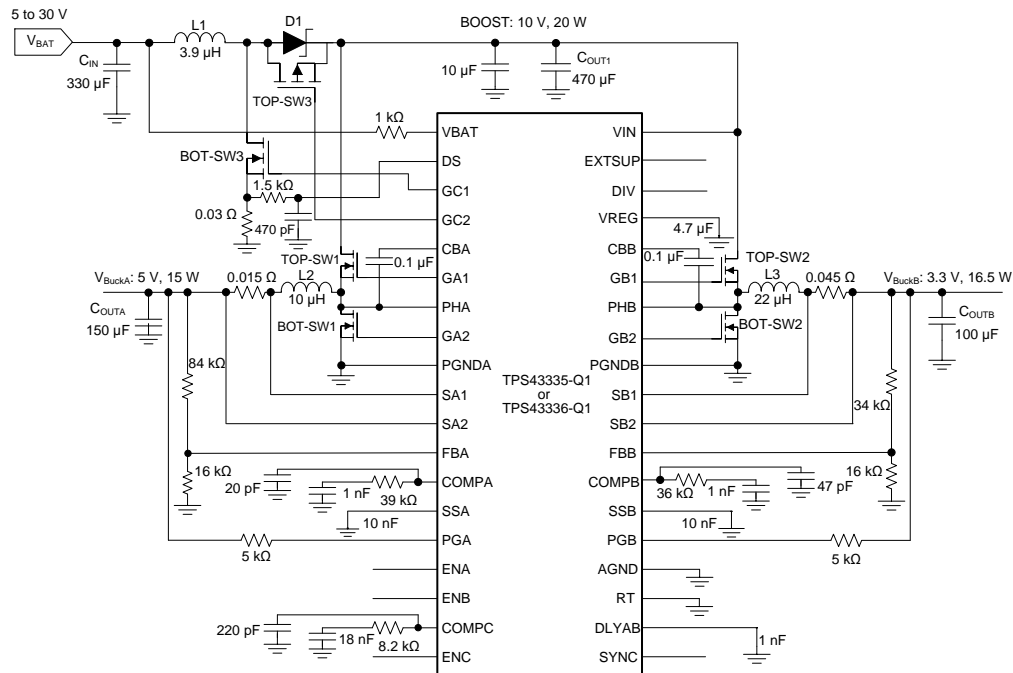 5 to 30 V
VBAT
L1
3.9 µH
D1
BOOST: 10 V, 20 W
CIN
330 µF
10 µF
COUT1
470 µF
TOP-SW3
1 kΩ
BOT-SW3
1.5 kΩ
0.03 Ω
470 pF
VBAT
DS
GC1
GC2
CBA
GA1
PHA
GA2
PGNDA
SA1
SA2
FBA
COMPA
SSA
PGA
ENA
ENB
COMPC
ENC
TPS43335-Q1
or
TPS43336-Q1
VIN
EXTSUP
DIV
VREG
CBB
GB1
PHB
GB2
PGNDB
SB1
SB2
FBB
COMPB
SSB
PGB
AGND
RT
DLYAB
SYNC
TOP-SW1
0.1 µF
VBuckA: 5 V, 15 W
0.015 Ω
L2
10 µH
COUTA
150 µF
BOT-SW1
84 kΩ
16 kΩ
20 pF
1 nF
39 kΩ
10 nF
5 kΩ
220 pF
18 nF
8.2 kΩ
4.7 µF
0.1 µF
TOP-SW2
L3
22 µH
0.045 Ω
VBuckB: 3.3 V, 16.5 W
BOT-SW2
COUTB
100 µF
34 kΩ
16 kΩ
36 kΩ
1 nF
47 pF
10 nF
5 kΩ
1 nF